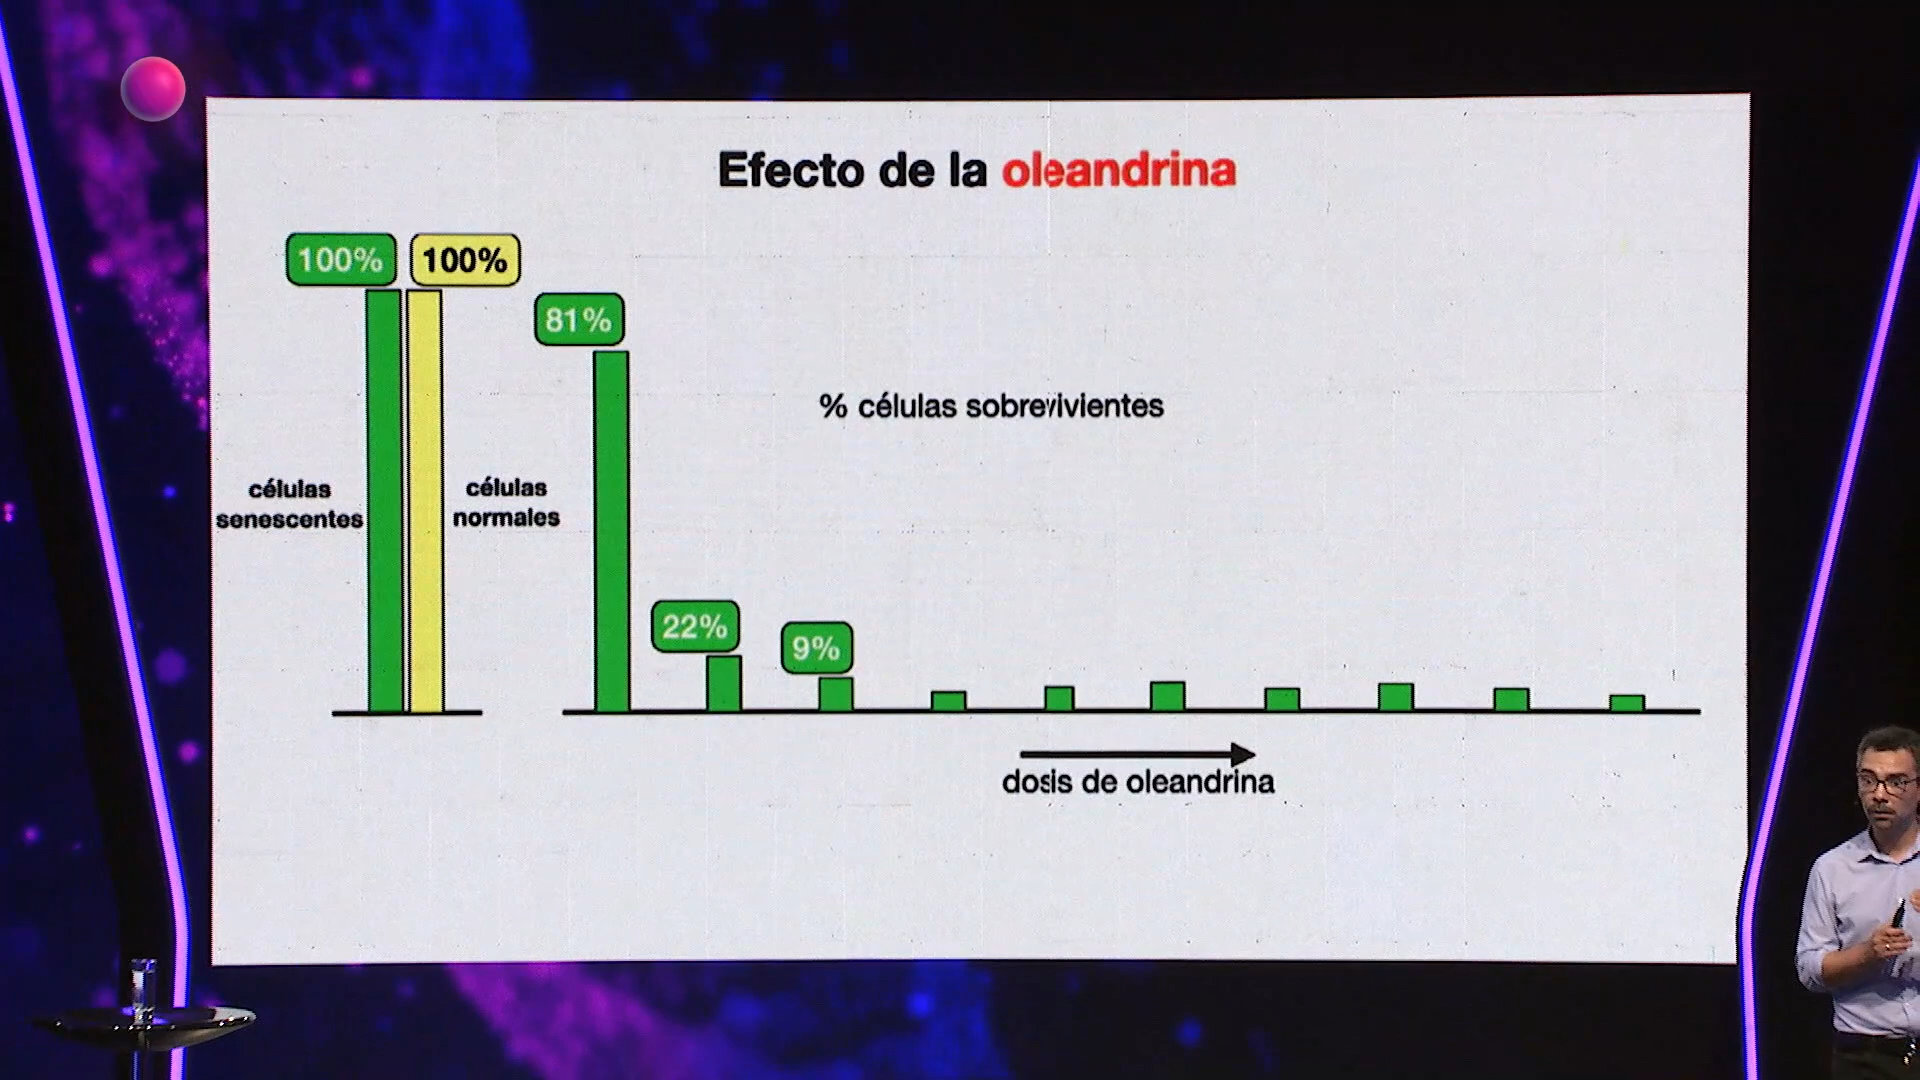 Efecto de la oleandrina
100%
100%
81%
% células sobrevivientes
células
senescentes
células
normales
22%
9%
dosis de oleandrina